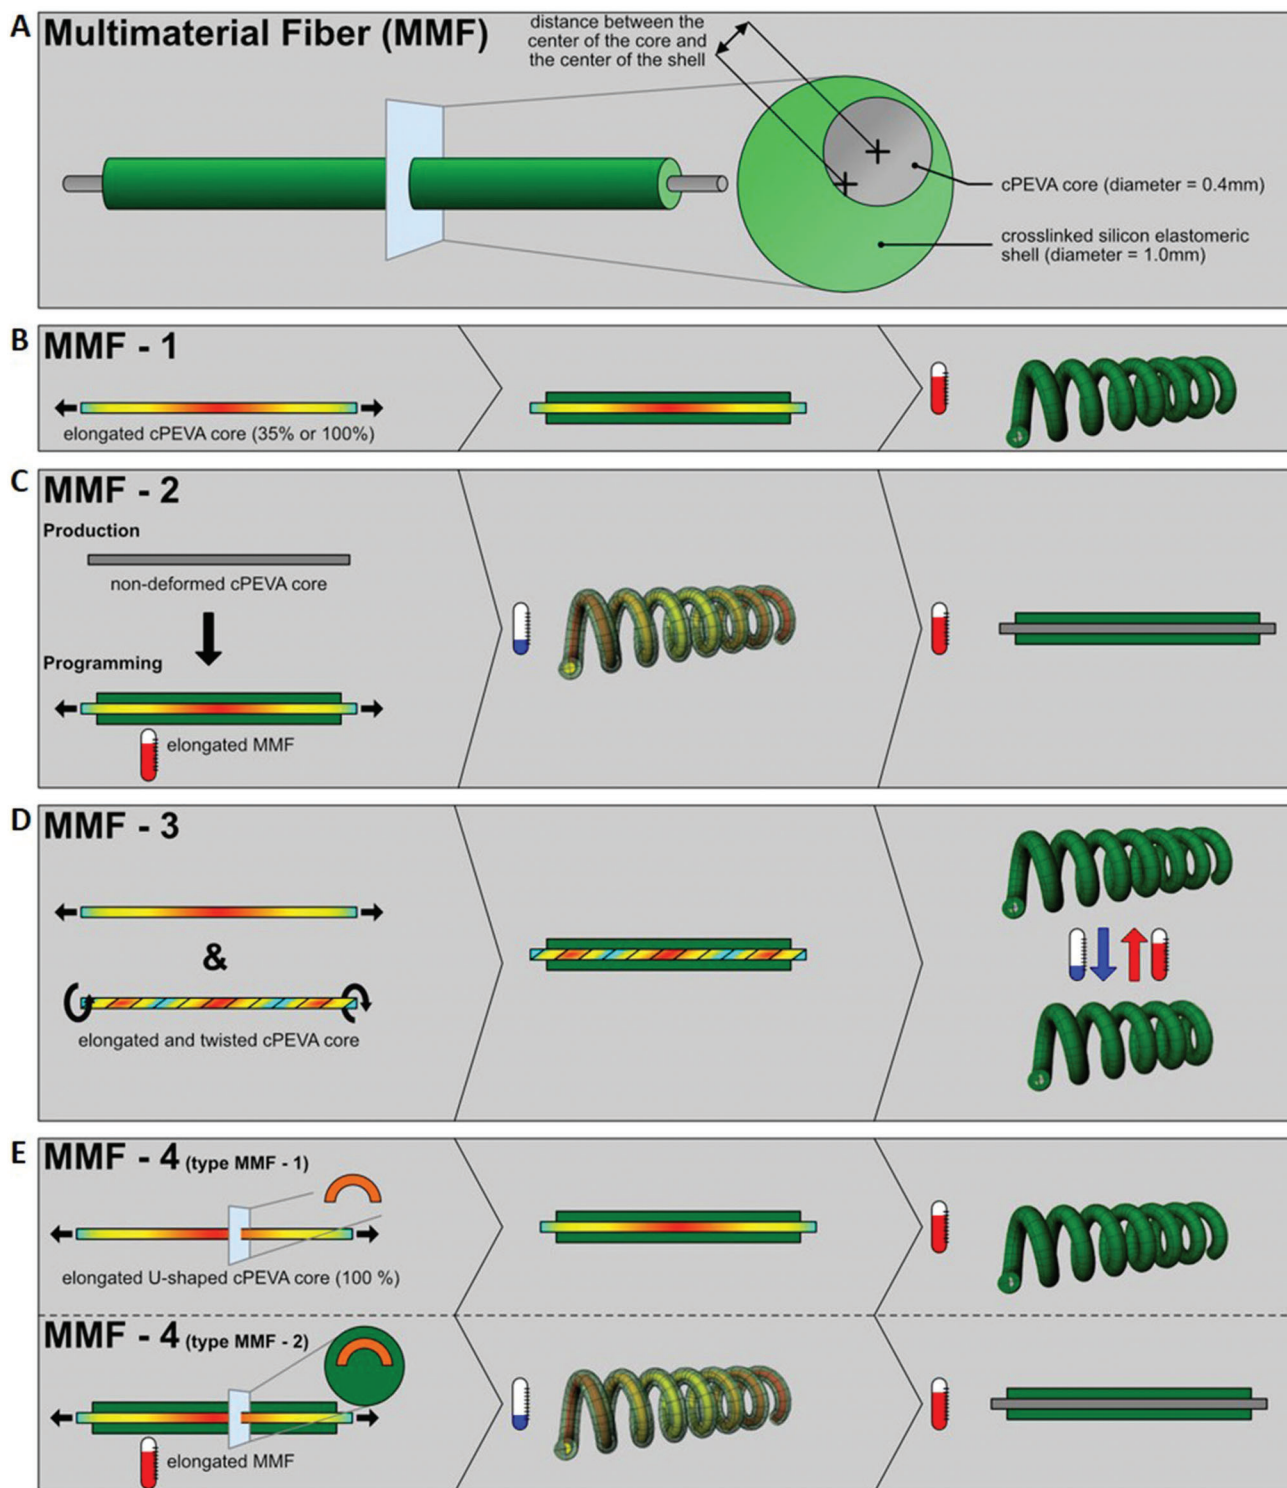 A
Multimaterial Fiber (MMF)
distance between the
center of the core and
the center of the shell
cPEVA core (diameter = 0.4mm)
crosslinked silicon elastomeric
shell (diameter = 1.0mm)
B
MMF - 1
elongated cPEVA core (35% or 100%)
C
MMF - 2
Production
non-deformed cPEVA core
Programming
elongated MMF
D
MMF - 3
&
elongated and twisted cPEVA core
E
MMF - 4 (type MMF - 1)
elongated U-shaped cPEVA core (100 %)
MMF - 4 (type MMF - 2)
elongated MMF